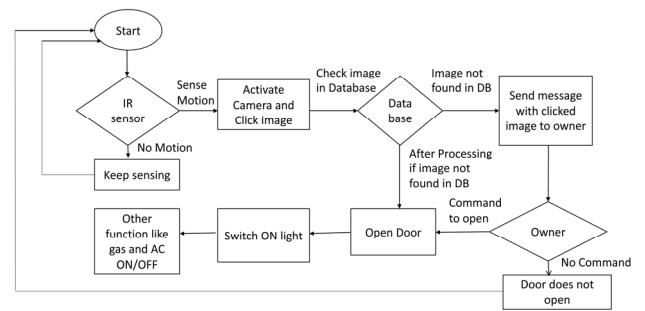 Start
IR
sensor
Sense
Motion
No Motion
Keep sensing
Activate
Camera and
Click image
Check image
in Database
Data
base
Image not
found in DB
Send message
with clicked
image to owner
After Processing
if image not
found in DB
Command
to open
Owner
No Command
Door does not
open
Open Door
Switch ON light
Other
function like
gas and AC
ON/OFF